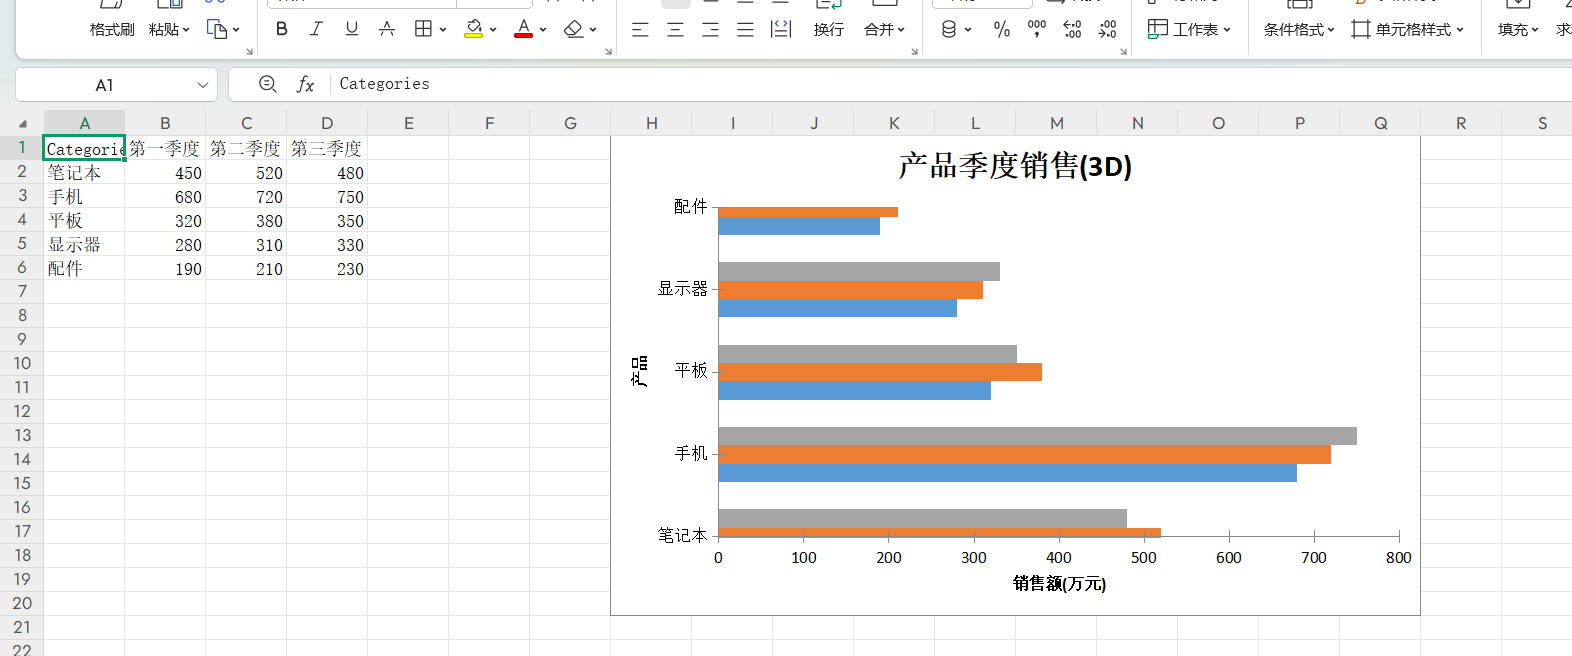 格式刷 粘贴 B I U A A 换行 合并 % 工作表 条件格式 单元格样式 填充
A1 fx Categories
A B C D E F G H I J K L M N O P Q R S
1 Categorie 第一季度 第二季度 第三季度
2 笔记本 450 520 480
3 手机 680 720 750
4 平板 320 380 350
5 显示器 280 310 330
6 配件 190 210 230
7
8
9
10
11
12
13
14
15
16
17
18
19
20
21
22
产品季度销售(3D)
配件
显示器
产品
平板
手机
笔记本
0 100 200 300 400 500 600 700 800
销售额(万元)